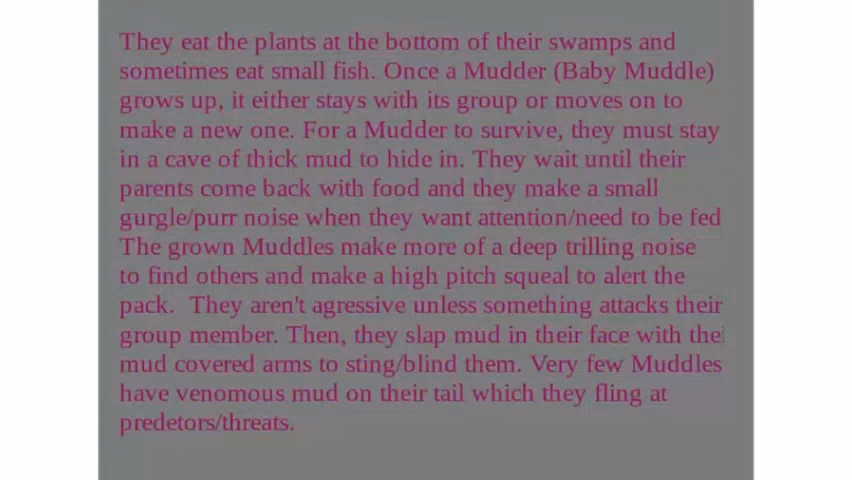 They eat the plants at the bottom of their swamps and
sometimes eat small fish. Once a Mudder (Baby Muddle)
grows up, it either stays with its group or moves on to
make a new one. For a Mudder to survive, they must stay
in a cave of thick mud to hide in. They wait until their
parents come back with food and they make a small
gurgle/purr noise when they want attention/need to be fed
The grown Muddles make more of a deep trilling noise
to find others and make a high pitch squeal to alert the
pack. They aren't agressive unless something attacks their
group member. Then, they slap mud in their face with thei
mud covered arms to sting/blind them. Very few Muddles
have venomous mud on their tail which they fling at
predetors/threats.